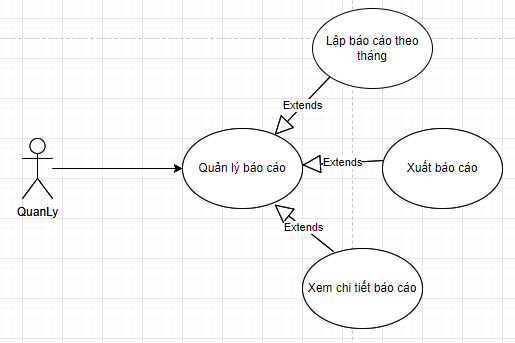 Lập báo cáo theo
tháng
Extends
Quản lý báo cáo
Extends
Xuất báo cáo
QuanLy
Extends
Xem chi tiết báo cáo